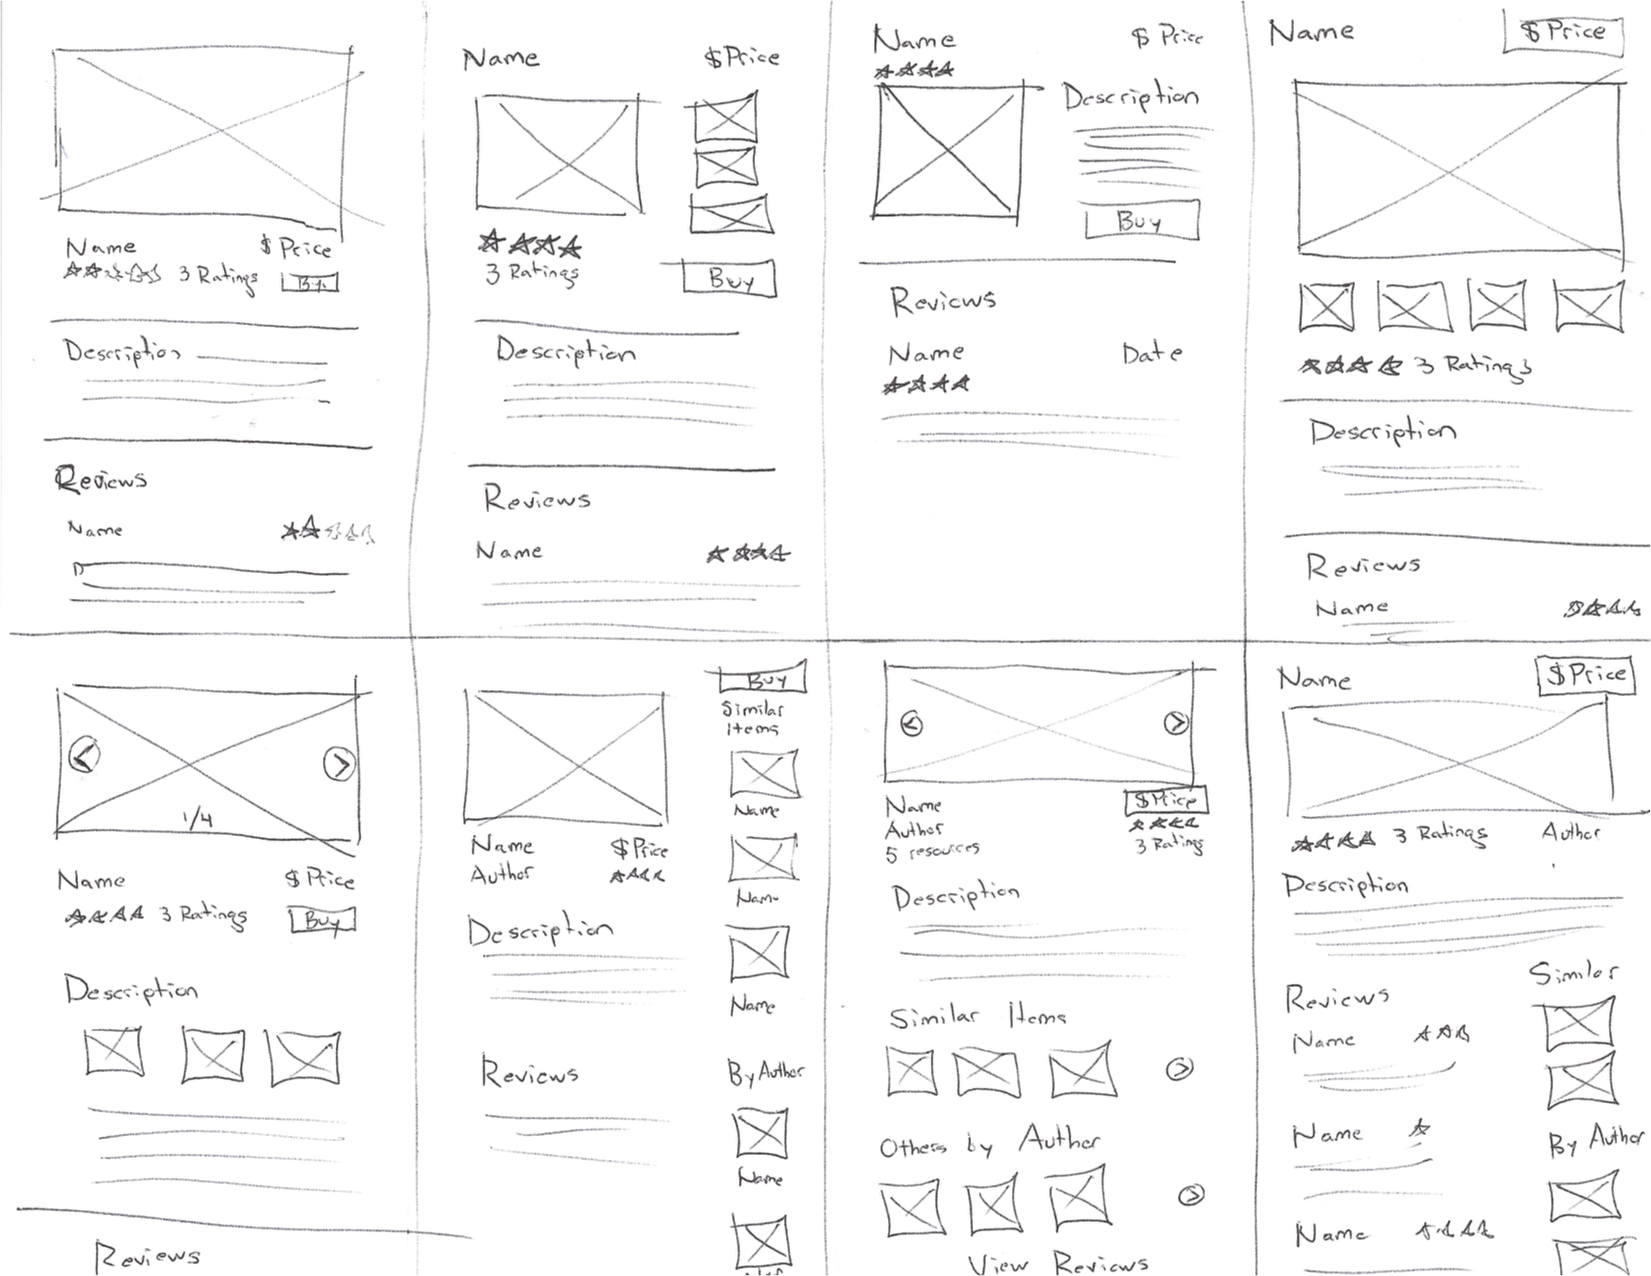 Name $ Price
3 Ratings Buy
Description
Reviews
Name
Name $ Price
3 Ratings
Buy
Description
Reviews
Name
Name $ Price
Description
Buy
Reviews
Name Date
Name $ Price
3 Ratings
Description
Reviews
Name
1/4
Name $ Price
3 Ratings Buy
Description
Reviews
Buy
Similar
Items
Name
Name
Name
Name $ Price
Author
Description
Reviews
By Author
Name
Name $ Price
Author
5 resources 3 Ratings
Description
Similar Items
Others by Author
View Reviews
Name $ Price
3 Ratings Author
Description
Similar
Reviews
Name
Name
By Author
Name